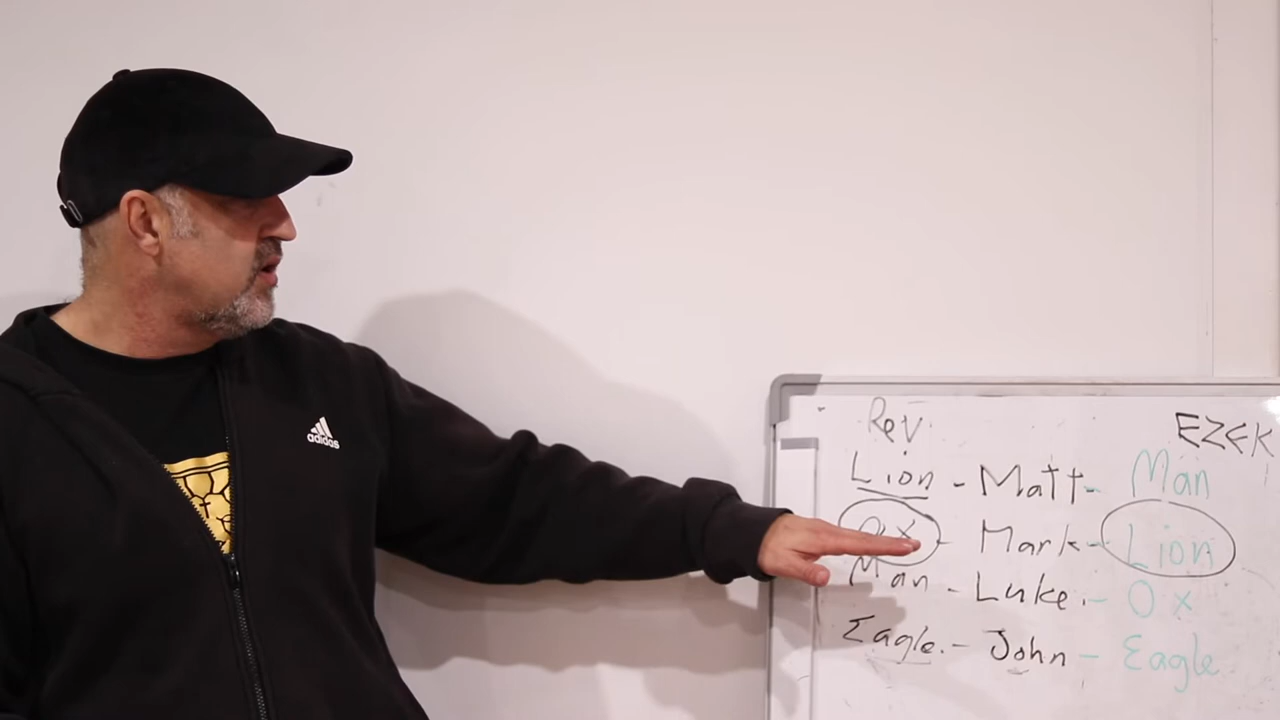 adidas
Rev EZEK
Lion - Matt - Man
Ox - Mark - Lion
Man - Luke. - Ox
Eagle. - John - Eagle